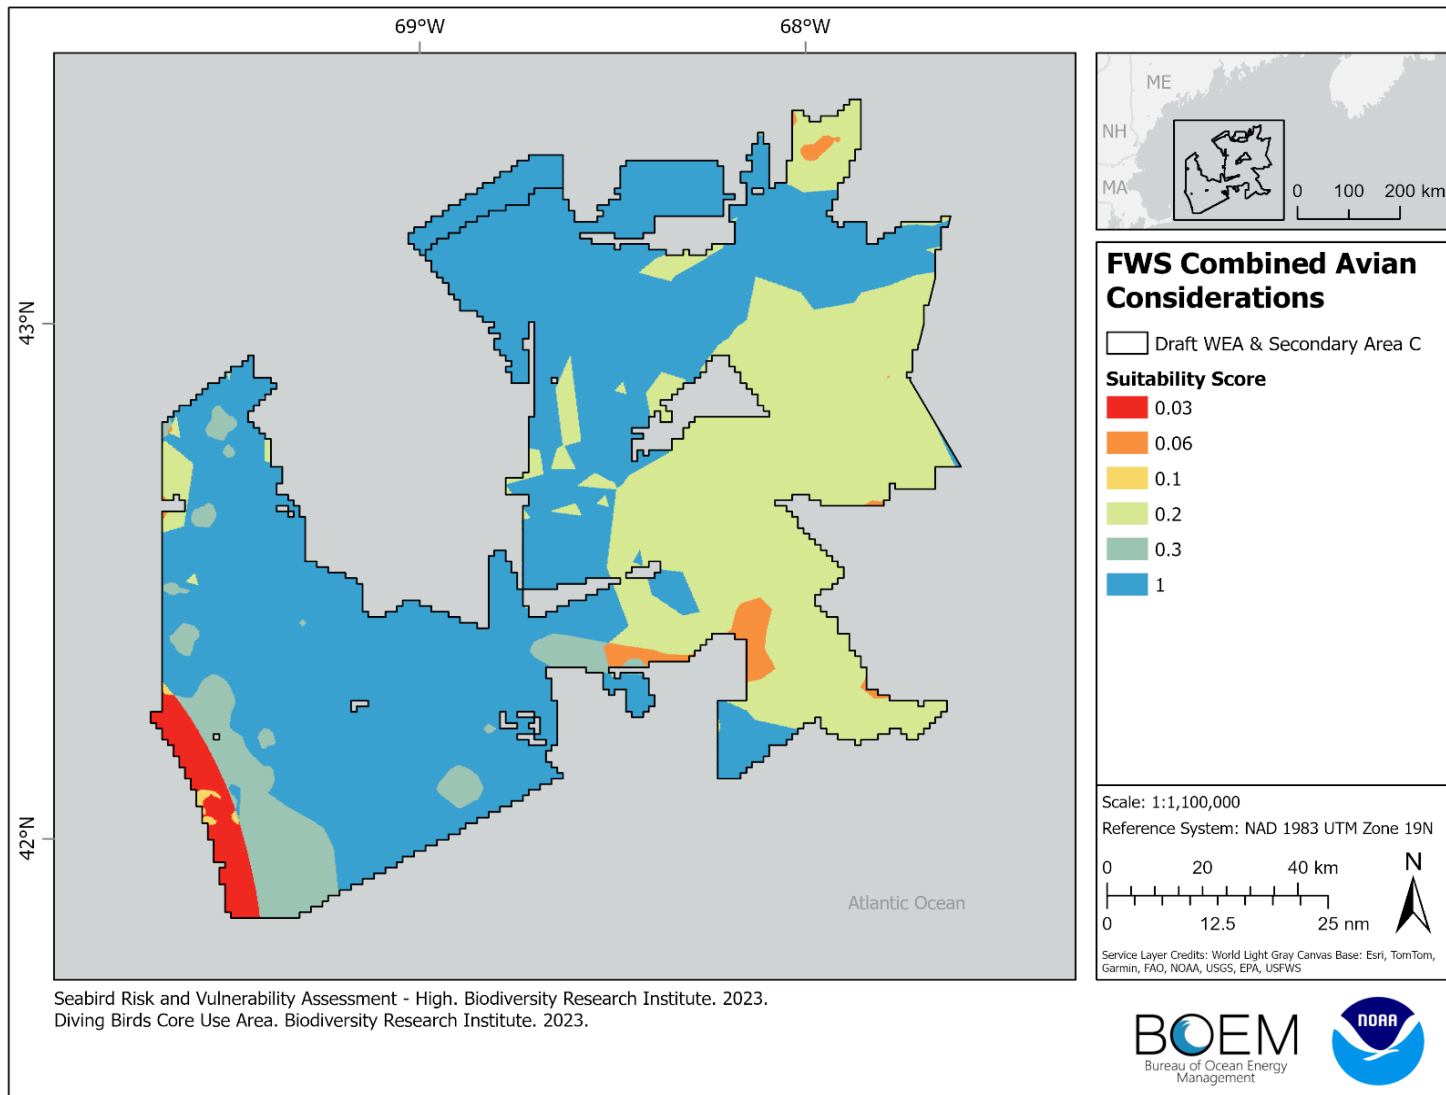 69°W
68°W
43°N
42°N
Atlantic Ocean
ME
NH
MA
0 100 200 km
FWS Combined Avian
Considerations
Draft WEA & Secondary Area C
Suitability Score
0.03
0.06
0.1
0.2
0.3
1
Scale: 1:1,100,000
Reference System: NAD 1983 UTM Zone 19N
0 20 40 km
N
0 12.5 25 nm
Service Layer Credits: World Light Gray Canvas Base: Esri, TomTom,
Garmin, FAO, NOAA, USGS, EPA, USFWS
Seabird Risk and Vulnerability Assessment - High. Biodiversity Research Institute. 2023.
Diving Birds Core Use Area. Biodiversity Research Institute. 2023.
BOEM
Bureau of Ocean Energy
Management
NOAA